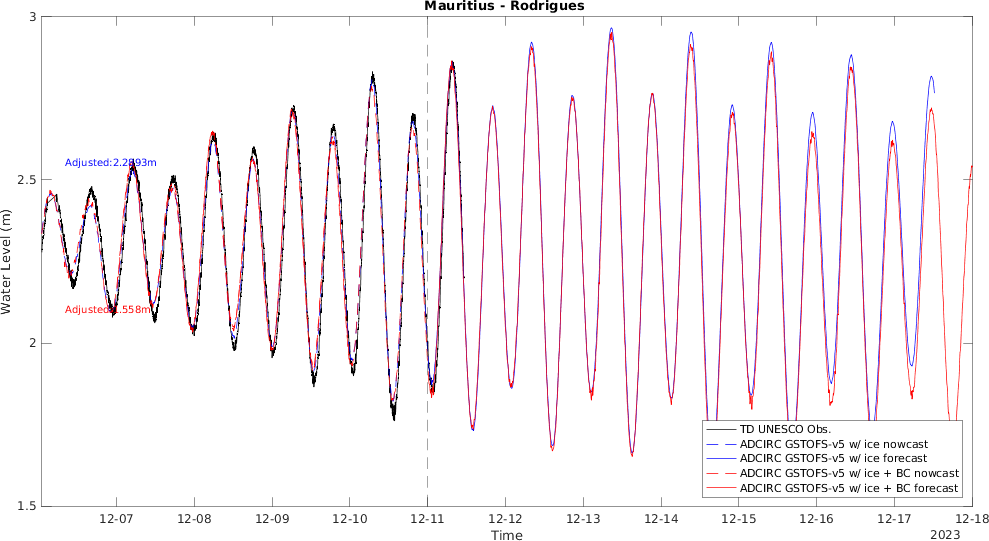 Mauritius - Rodrigues
3
2.5
2
1.5
Water Level (m)
Adjusted:2.2893m
12-07
12-08
12-09
12-10
12-11
12-12
12-13
12-14
12-15
12-16
12-17
12-18
Time
2023
TD UNESCO Obs.
ADCIRC GSTOFS-v5 w/ ice nowcast
ADCIRC GSTOFS-v5 w/ ice forecast
ADCIRC GSTOFS-v5 w/ ice + BC nowcast
ADCIRC GSTOFS-v5 w/ ice + BC forecast